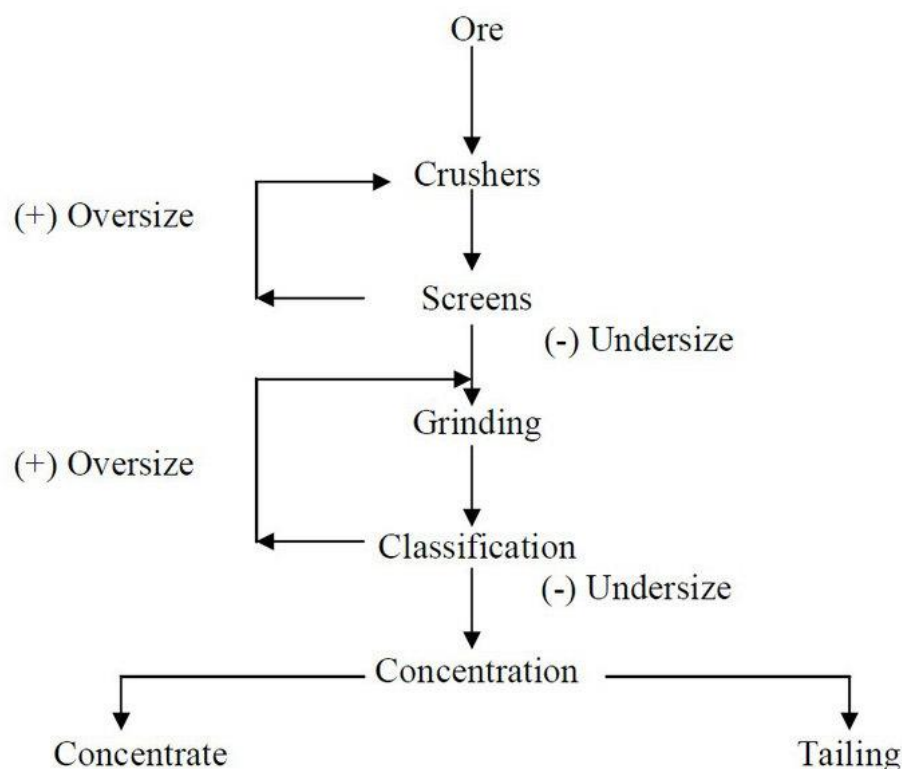 Ore
Crushers
(+) Oversize
Screens
(-) Undersize
Grinding
(+) Oversize
Classification
(-) Undersize
Concentration
Concentrate
Tailing